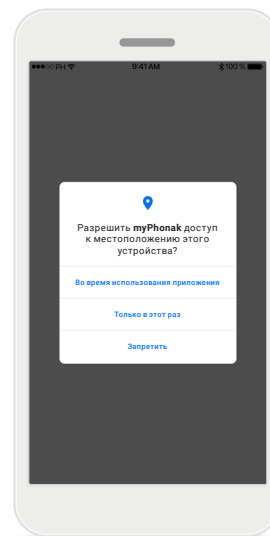 PH 9:41 AM 100 %
Разрешить myPhonak доступ
к местоположению этого
устройства?
Во время использования приложения
Только в этот раз
Запретить